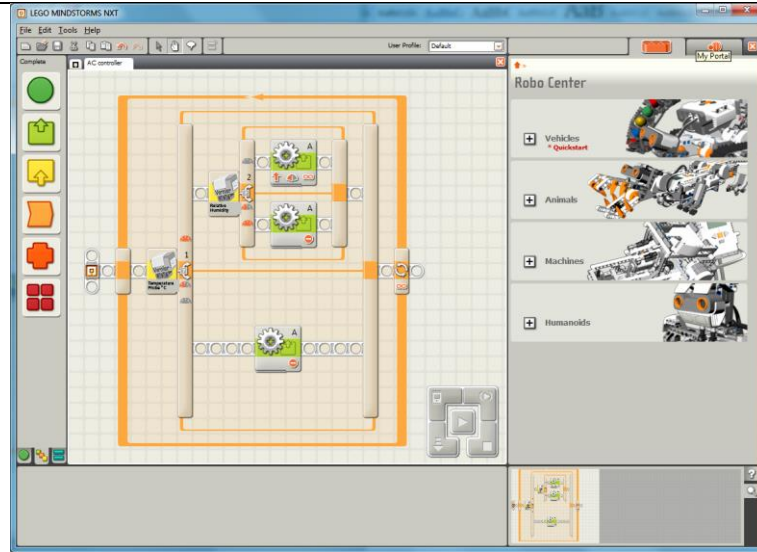 LEGO MINDSTORMS NXT
File Edit Tools Help
User Profile: Default
My Portal
Complete
AC controller
Robo Center
Vehicles
* Quickstart
Animals
Machines
Humanoids
A
2
Relative
Humidity
A
1
Temperature
Probe °C
A
?